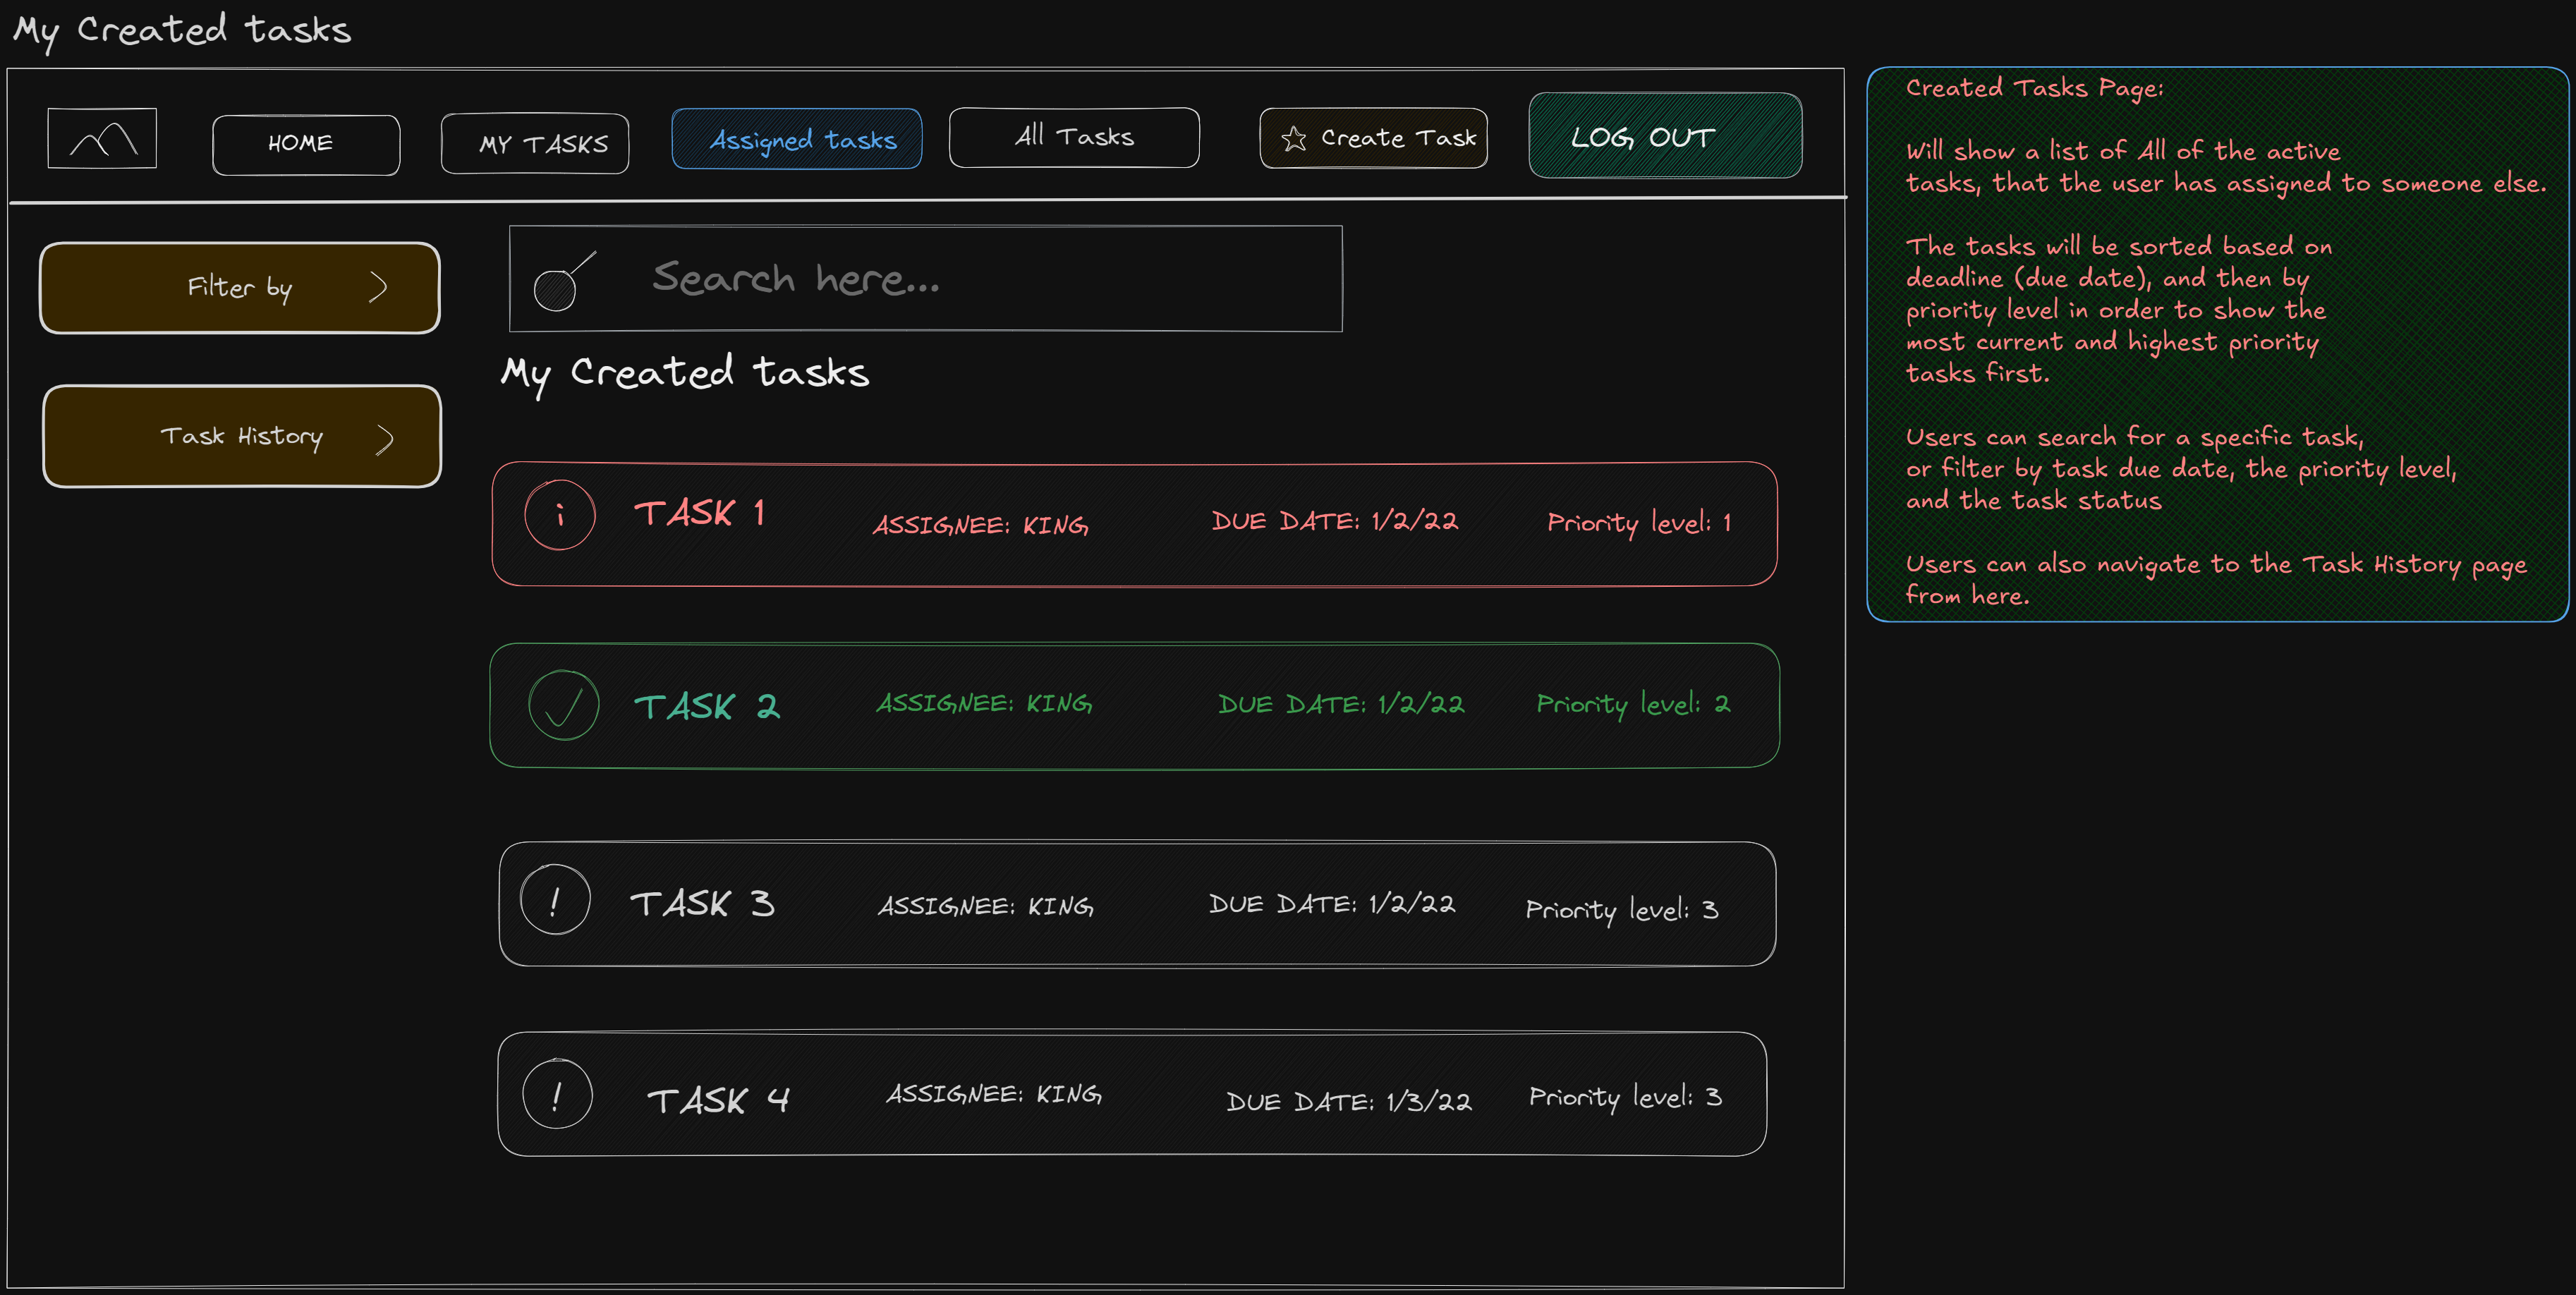 My Created tasks
HOME
MY TASKS
Assigned tasks
All Tasks
Create Task
LOG OUT
Filter by
Task History
Search here...
My Created tasks
i
TASK 1
ASSIGNEE: KING
DUE DATE: 1/2/22
Priority level: 1
TASK 2
ASSIGNEE: KING
DUE DATE: 1/2/22
Priority level: 2
!
TASK 3
ASSIGNEE: KING
DUE DATE: 1/2/22
Priority level: 3
!
TASK 4
ASSIGNEE: KING
DUE DATE: 1/3/22
Priority level: 3
Created Tasks Page:
Will show a list of All of the active
tasks, that the user has assigned to someone else.
The tasks will be sorted based on
deadline (due date), and then by
priority level in order to show the
most current and highest priority
tasks first.
Users can search for a specific task,
or filter by task due date, the priority level,
and the task status
Users can also navigate to the Task History page
from here.